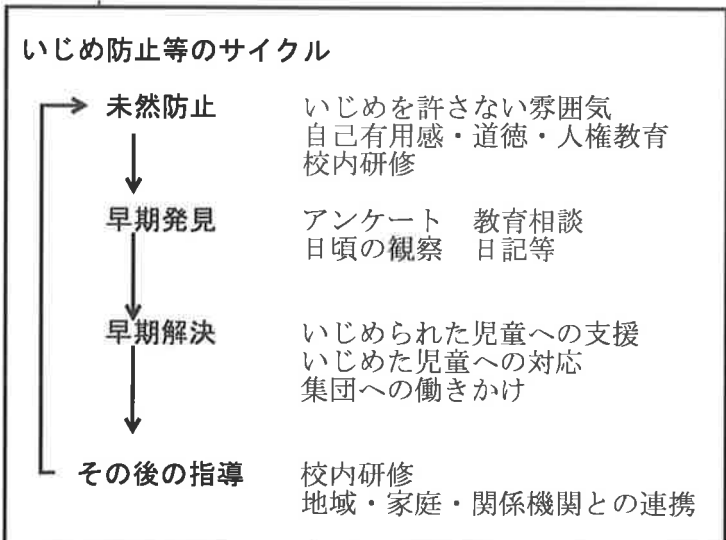 いじめ防止等のサイクル
未然防止 いじめを許さない雰囲気
自己有用感・道徳・人権教育
校内研修
早期発見 アンケート 教育相談
日頃の観察 日記等
早期解決 いじめられた児童への支援
いじめた児童への対応
集団への働きかけ
その後の指導 校内研修
地域・家庭・関係機関との連携